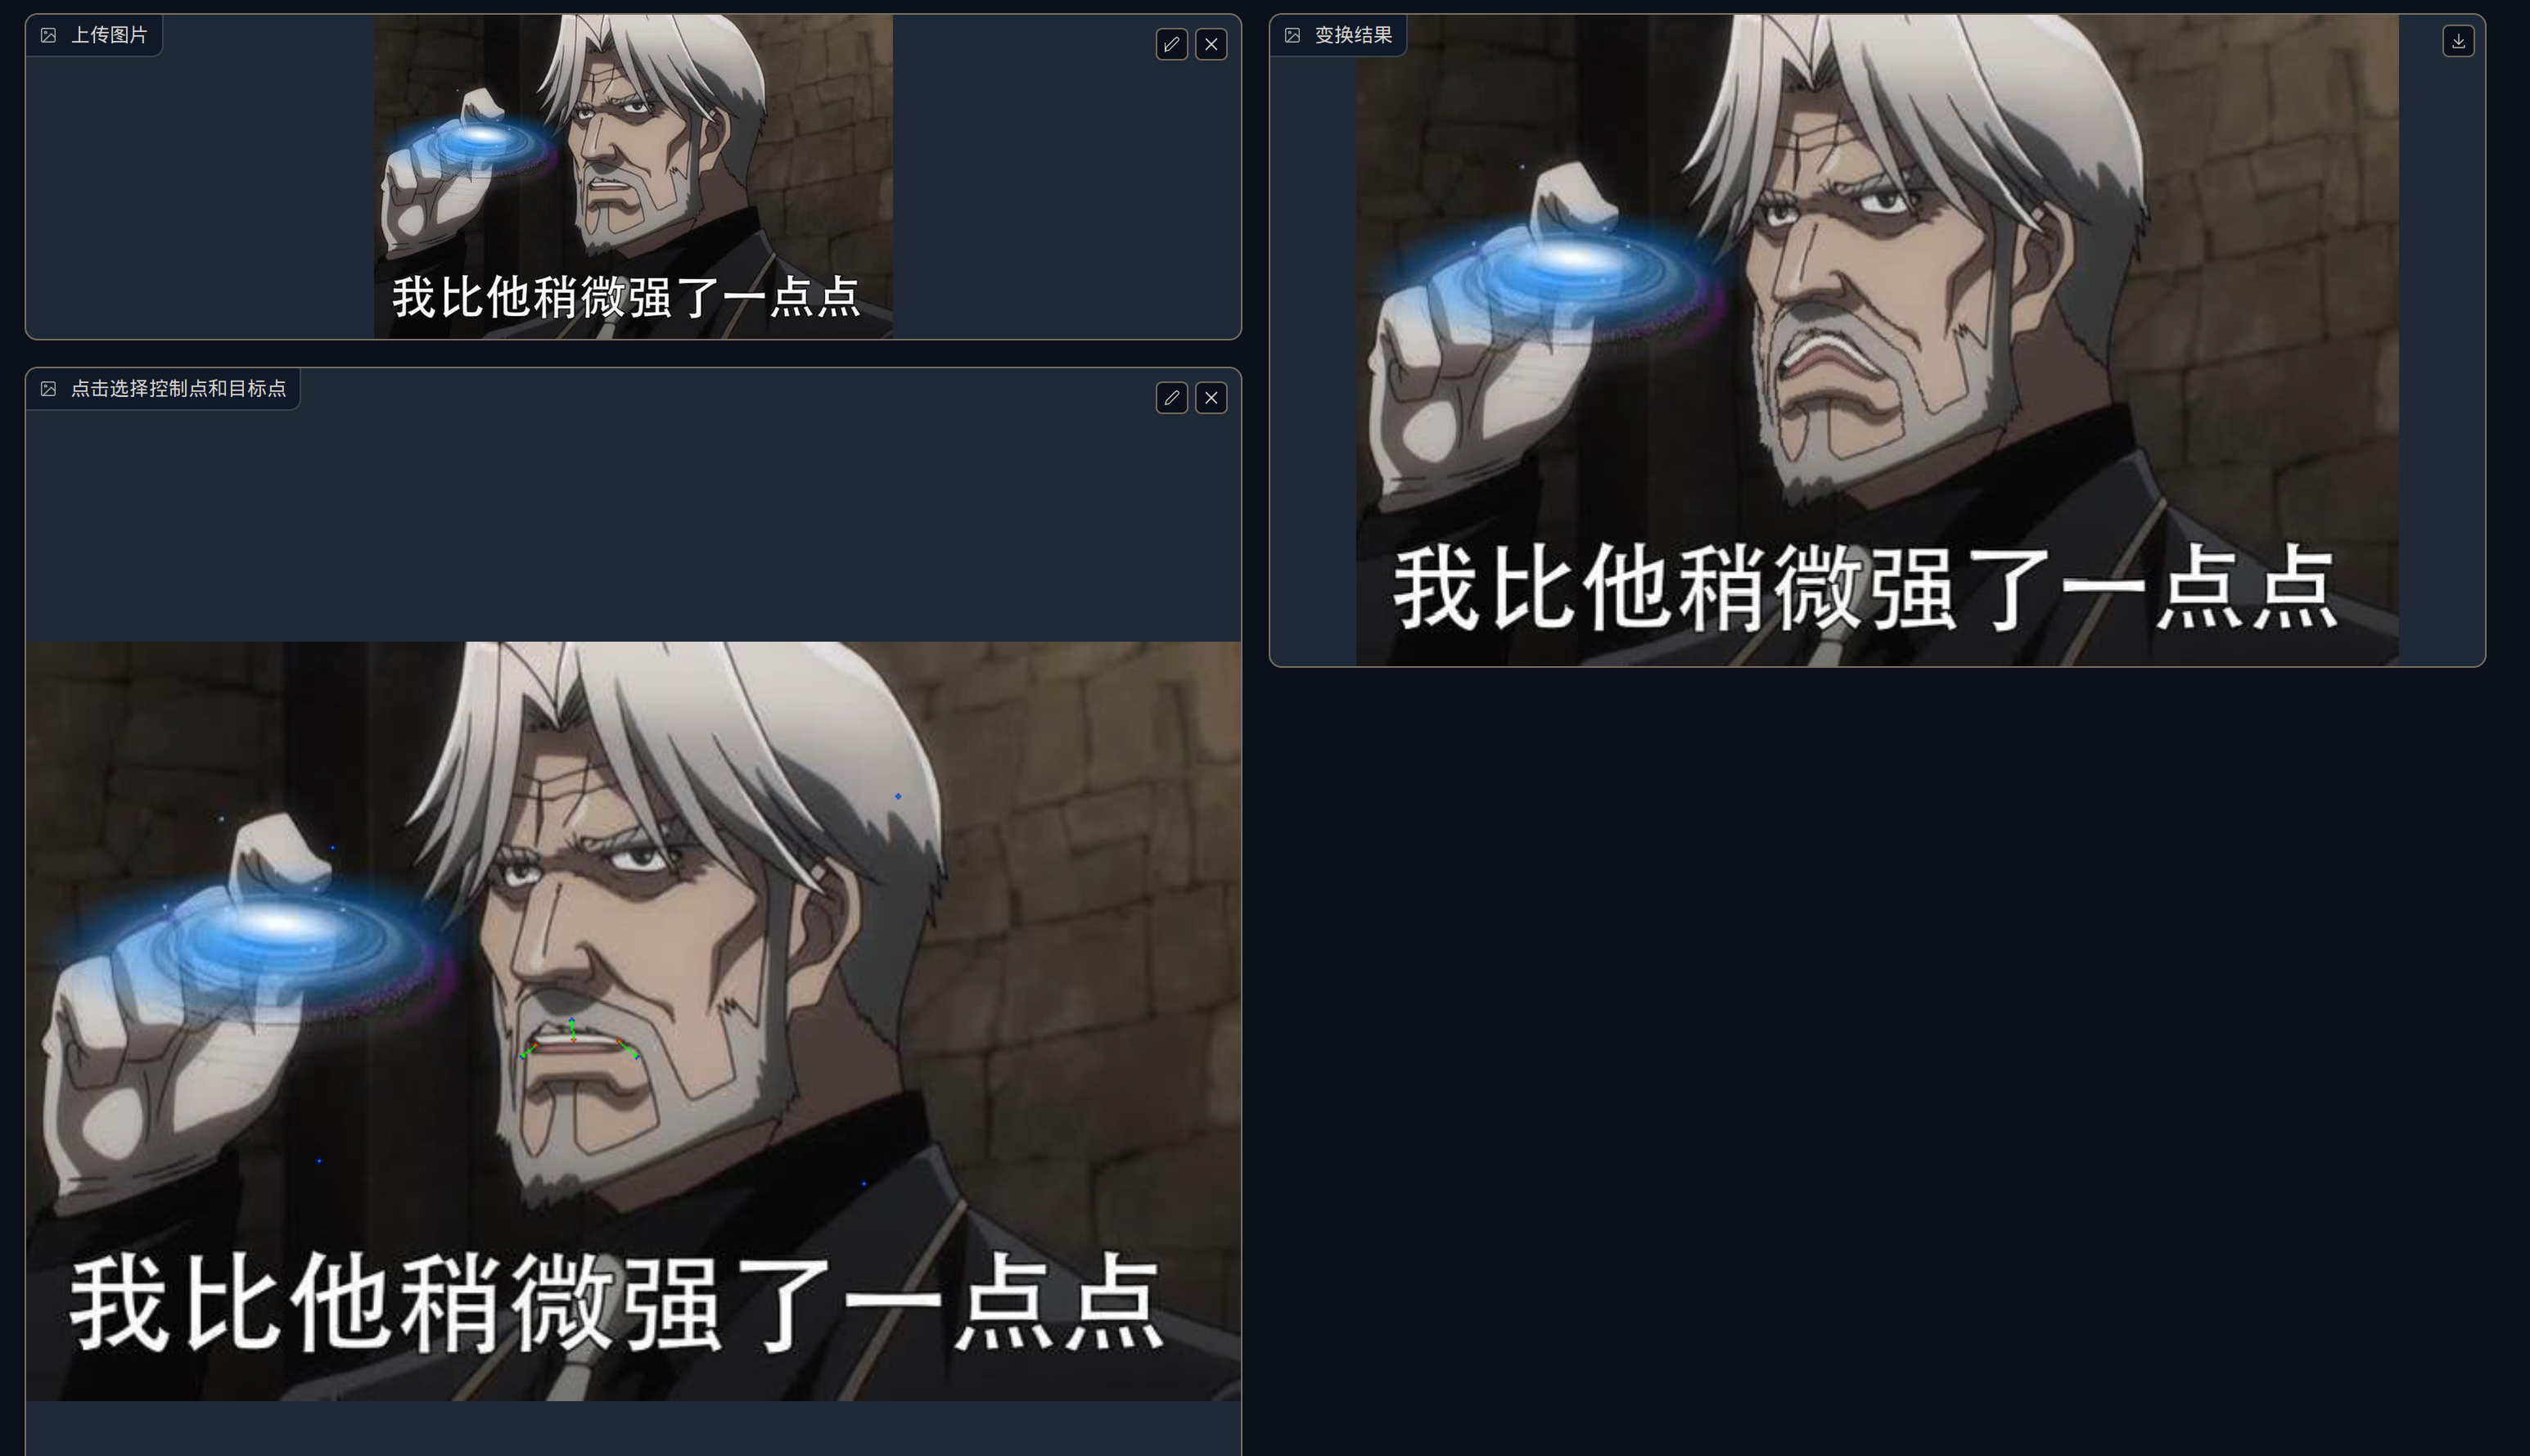 上传图片
我比他稍微强了一点点
点击选择控制点和目标点
我比他稍微强了一点点
变换结果
我比他稍微强了一点点